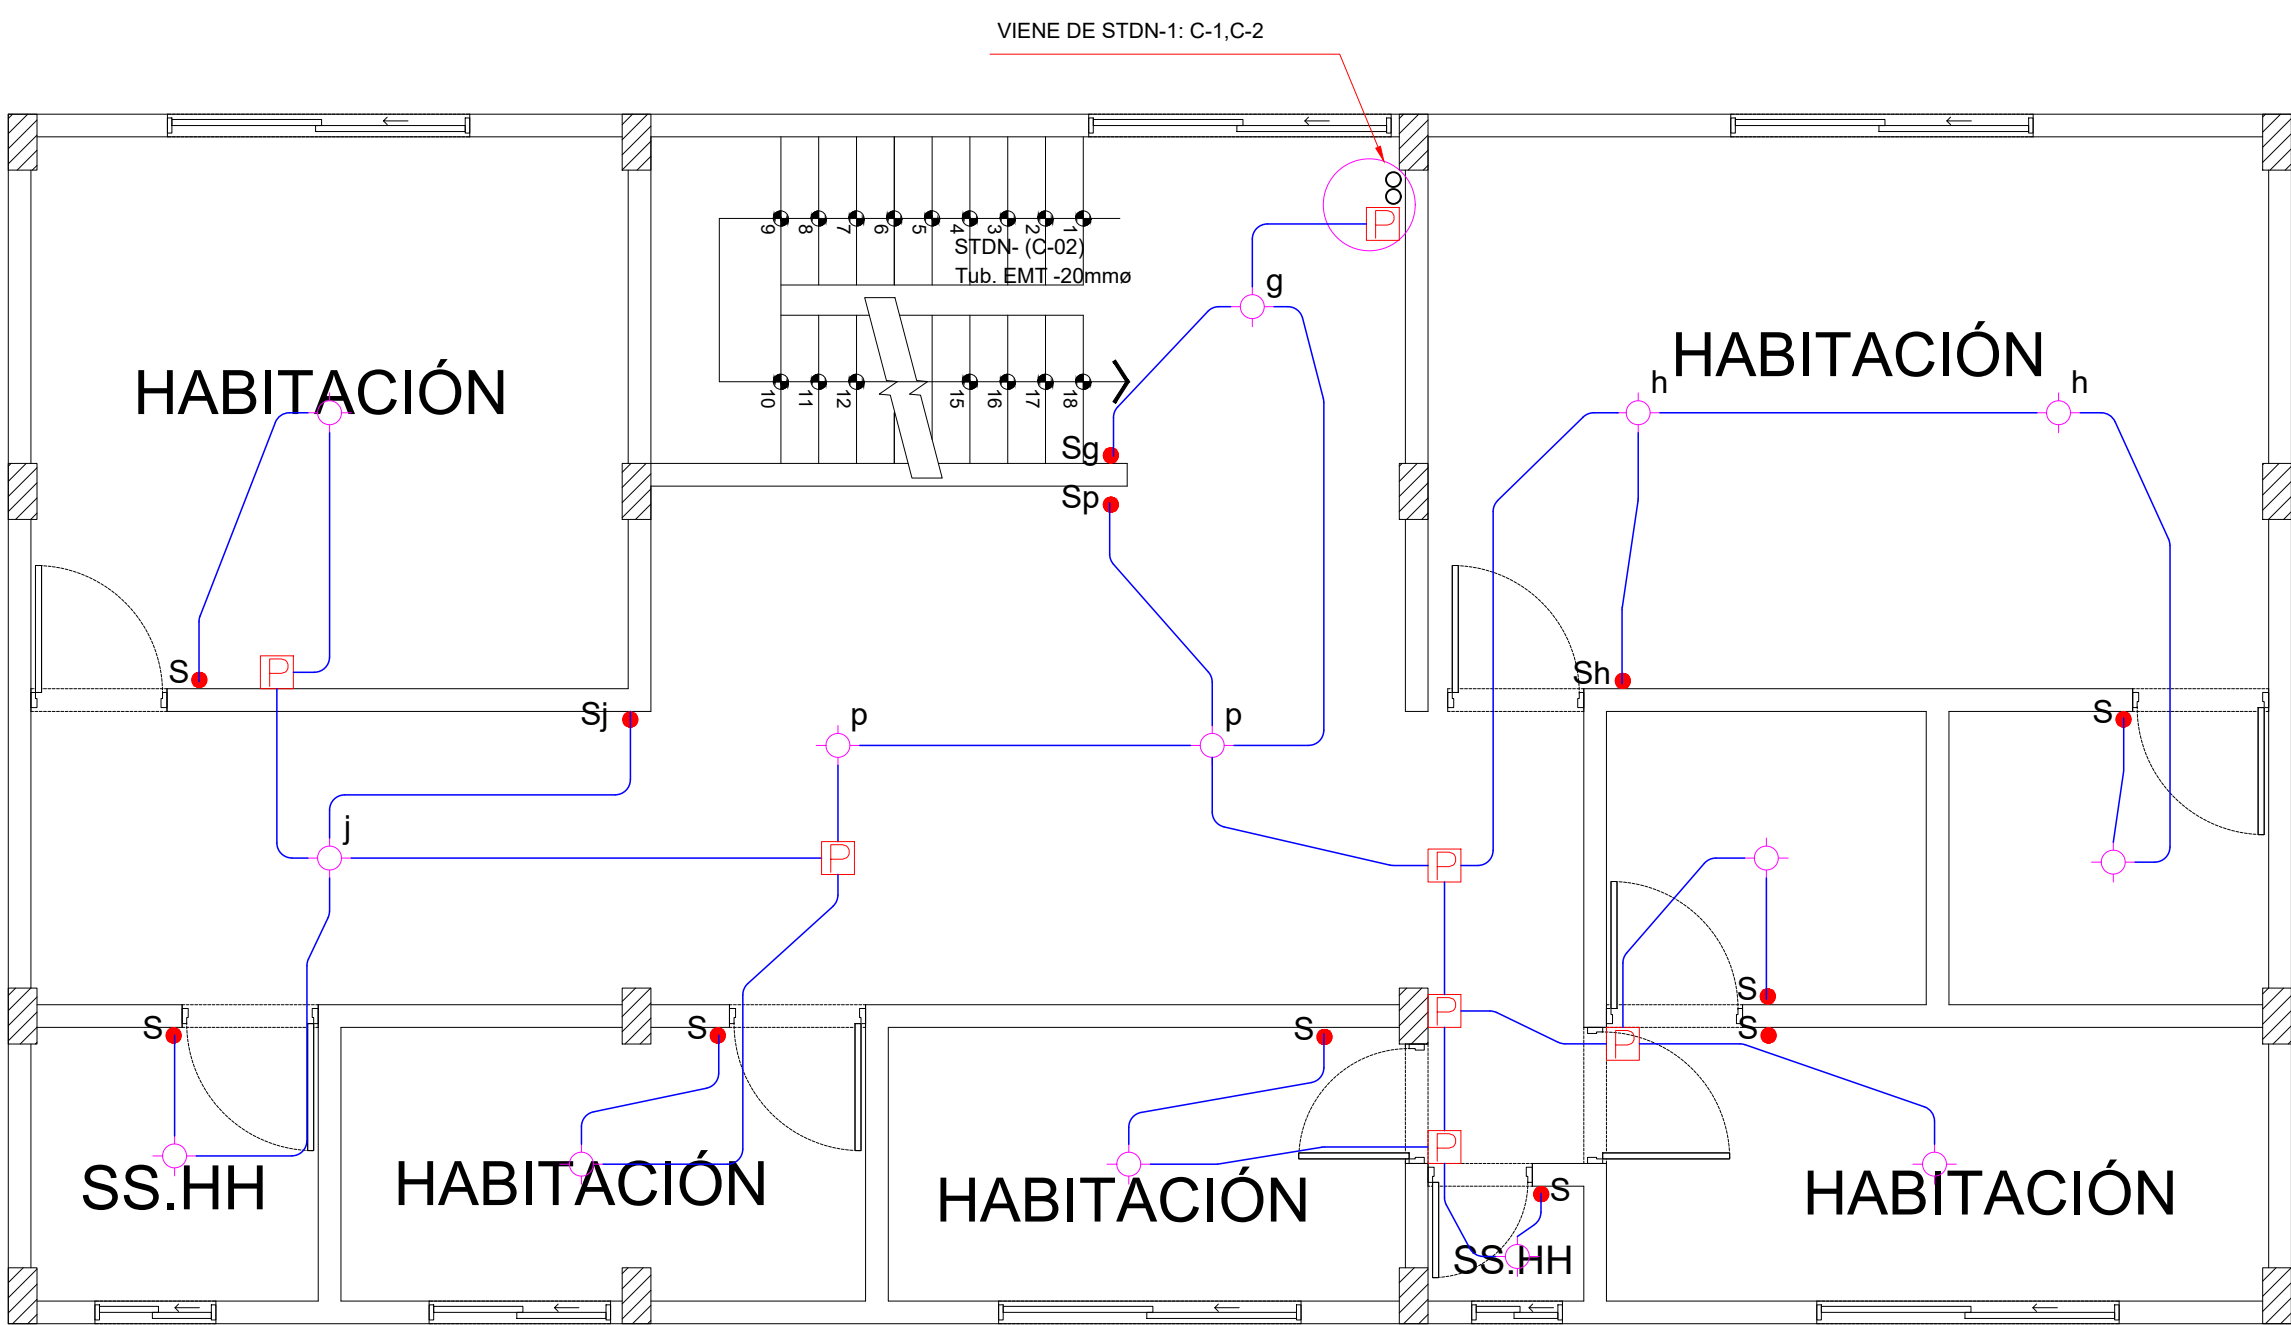 VIENE DE STDN-1: C-1,C-2
P
9
8
7
6
5
4
3
2
1
STDN- (C-02)
Tub. EMT -20mmø
g
HABITACIÓN
HABITACIÓN
h
h
10
11
12
15
16
17
18
Sg
Sp
S
P
Sh
Sj
p
p
S
j
P
P
S
S
S
S
P
S
P
P
S
SS.HH
HABITACIÓN
HABITACIÓN
HABITACIÓN
SS.HH